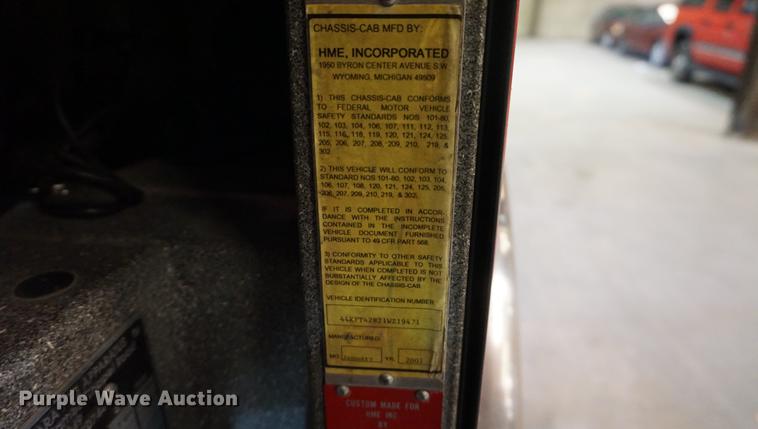 CHASSIS-CAB MFD BY:
HME, INCORPORATED
1950 BYRON CENTER AVENUE S.W.
WYOMING, MICHIGAN 49509
1) THIS CHASSIS-CAB CONFORMS
TO FEDERAL MOTOR VEHICLE
SAFETY STANDARDS NOS 101-80,
102, 103, 104, 106, 107, 111, 112, 113,
115, 116, 118, 119, 120, 121, 124, 125,
205, 206, 207, 208, 209, 210, 219, &
302.
2) THIS VEHICLE WILL CONFORM TO
STANDARD NOS 101-80, 102, 103, 104,
106, 107, 108, 120, 121, 124, 125, 205,
206, 207, 209, 210, 219, & 302,
IF IT IS COMPLETED IN ACCOR-
DANCE WITH THE INSTRUCTIONS
CONTAINED IN THE INCOMPLETE
VEHICLE DOCUMENT FURNISHED
PURSUANT TO 49 CFR PART 568.
3) CONFORMITY TO OTHER SAFETY
STANDARDS APPLICABLE TO THIS
VEHICLE WHEN COMPLETED IS NOT
SUBSTANTIALLY AFFECTED BY THE
DESIGN OF THE CHASSIS-CAB.
VEHICLE IDENTIFICATION NUMBER
MANUFACTURED:
MO. YR. 2001
CUSTOM MADE FOR
HME INC
BY
Purple Wave Auction